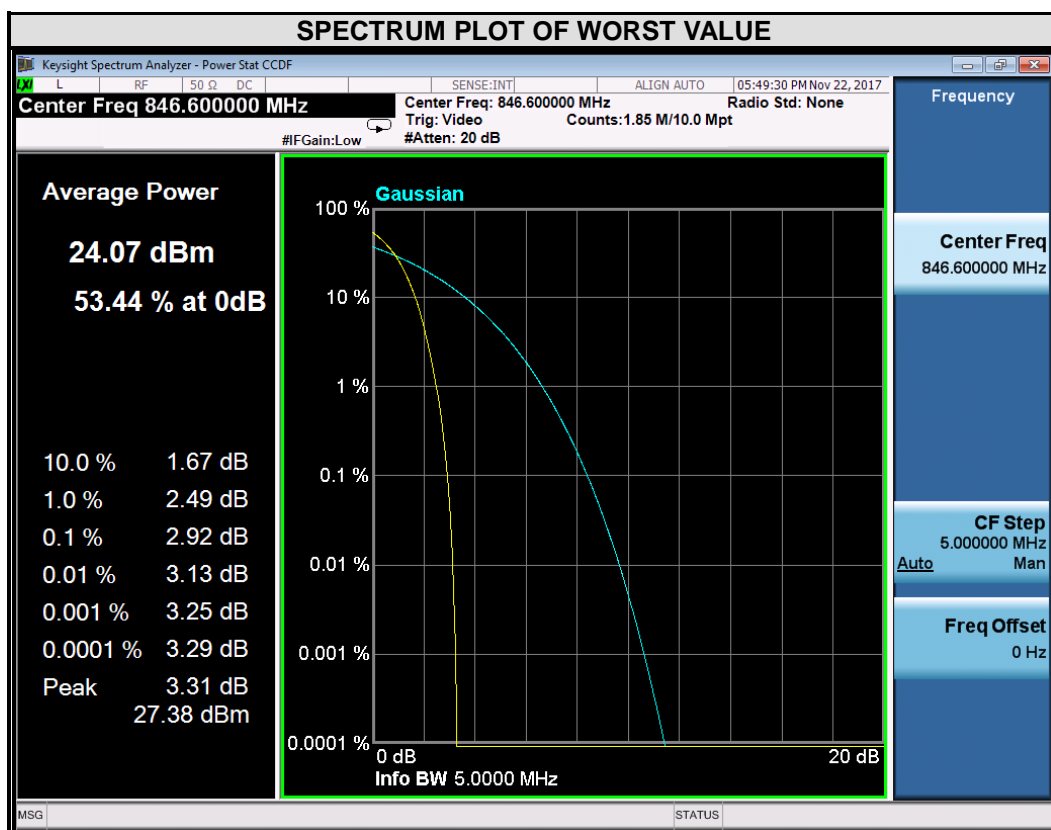 SPECTRUM PLOT OF WORST VALUE
Keysight Spectrum Analyzer - Power Stat CCDF
LXI L RF 50 Ω DC SENSE:INT ALIGN AUTO 05:49:30 PM Nov 22, 2017
Center Freq 846.600000 MHz
Center Freq: 846.600000 MHz Radio Std: None
Trig: Video Counts:1.85 M/10.0 Mpt
#IFGain:Low #Atten: 20 dB
Average Power
24.07 dBm
53.44 % at 0dB
10.0 % 1.67 dB
1.0 % 2.49 dB
0.1 % 2.92 dB
0.01 % 3.13 dB
0.001 % 3.25 dB
0.0001 % 3.29 dB
Peak 3.31 dB
27.38 dBm
Gaussian
100 %
10 %
1 %
0.1 %
0.01 %
0.001 %
0.0001 %
0 dB 20 dB
Info BW 5.0000 MHz
Frequency
Center Freq
846.600000 MHz
CF Step
5.000000 MHz
Auto Man
Freq Offset
0 Hz
MSG STATUS